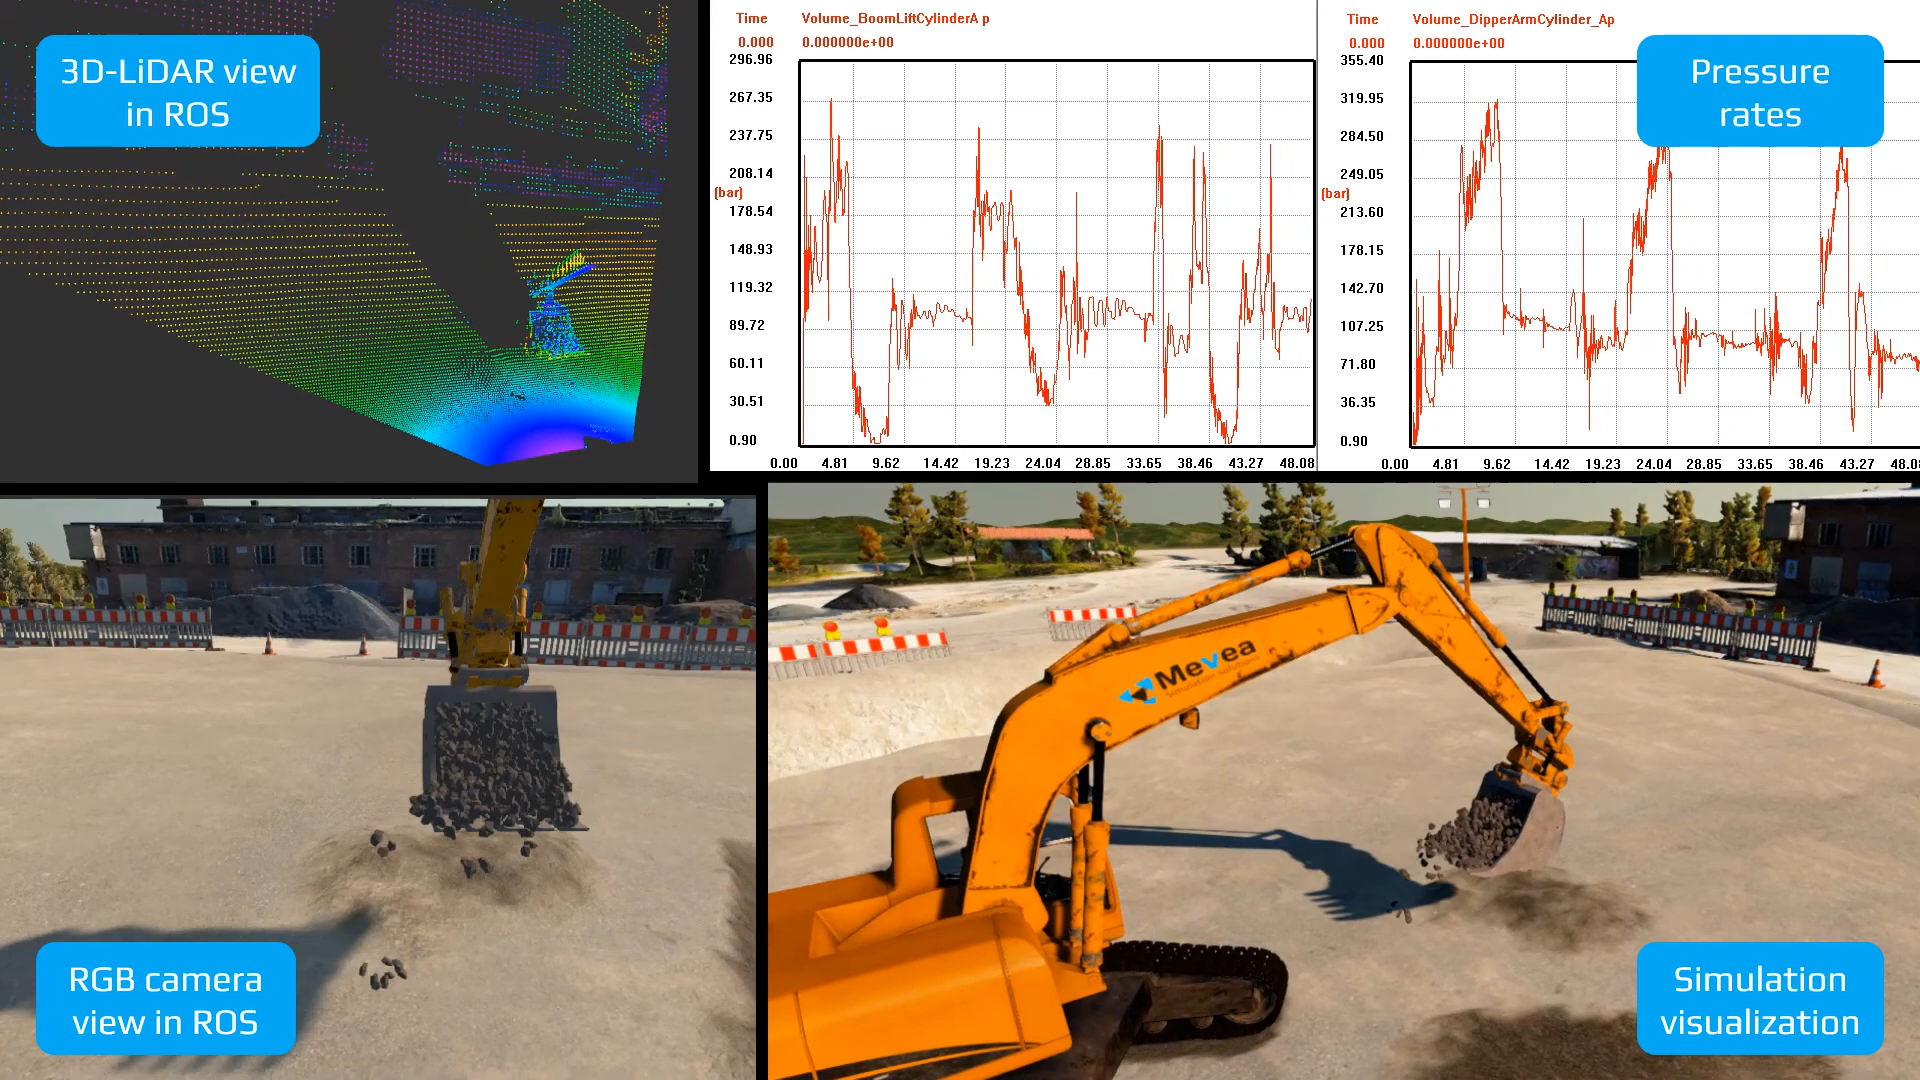 3D-LiDAR view
in ROS
Time Volume_BoomLiftCylinderA p
0.000 0.000000e+00
296.96
267.35
237.75
208.14
[bar]
178.54
148.93
119.32
89.72
60.11
30.51
0.90
0.00 4.81 9.62 14.42 19.23 24.04 28.85 33.65 38.46 43.27 48.08
Time Volume_DipperArmCylinder_Ap
0.000 0.000000e+00
355.40
319.95
284.50
249.05
[bar]
213.60
178.15
142.70
107.25
71.80
36.35
0.90
0.00 4.81 9.62 14.42 19.23 24.04 28.85 33.65 38.46 43.27 48.0
Pressure
rates
Mevea
Simulation solutions
RGB camera
view in ROS
Simulation
visualization